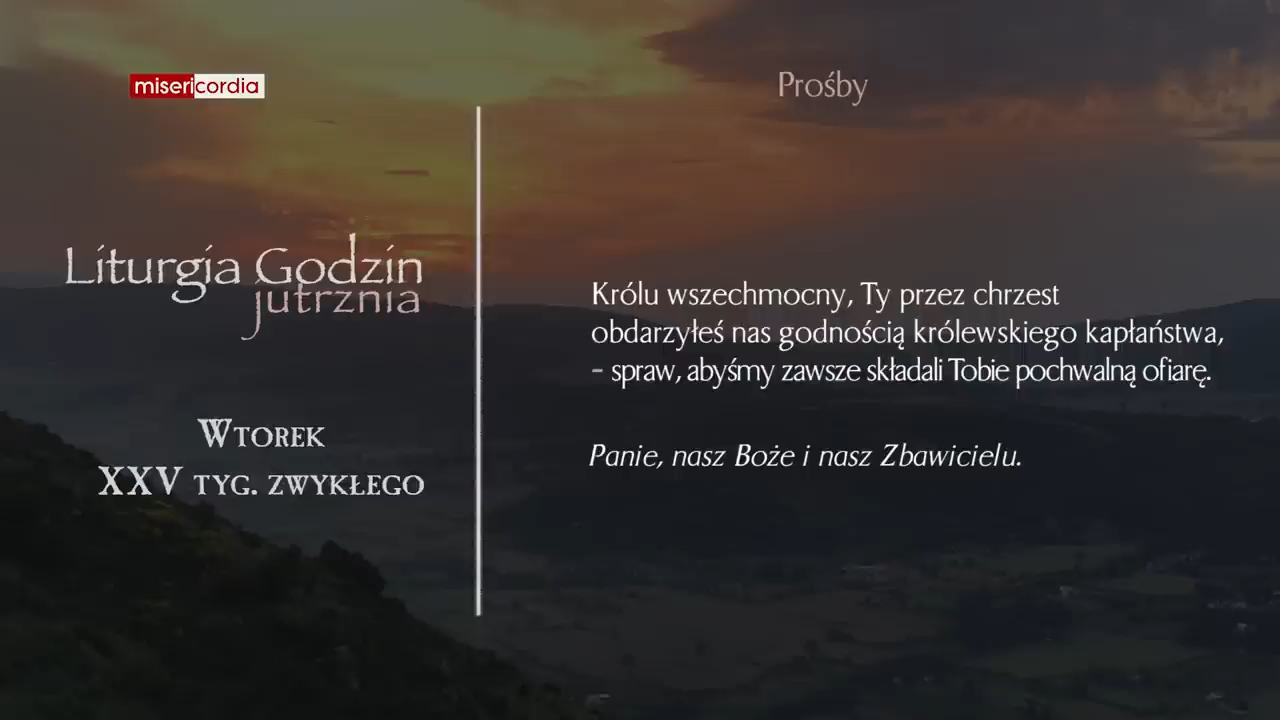 misericordia
Liturgia Godzin
jutrznia
Wtorek
XXV tyg. zwykłego
Prośby
Królu wszechmocny, Ty przez chrzest
obdarzyłeś nas godnością królewskiego kapłaństwa,
- spraw, abyśmy zawsze składali Tobie pochwalną ofiarę.
Panie, nasz Boże i nasz Zbawicielu.